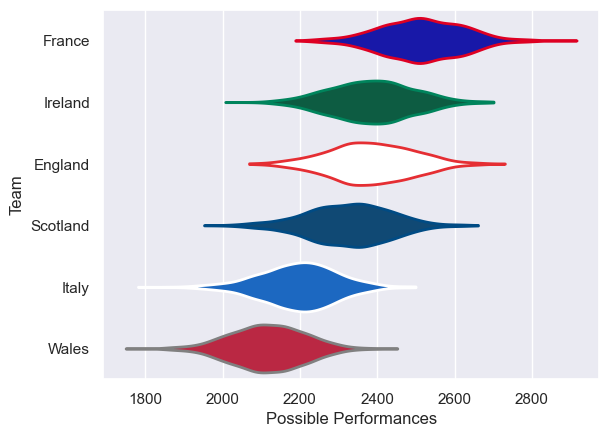 France
Ireland
England
Scotland
Italy
Wales
Team
1800 2000 2200 2400 2600 2800
Possible Performances